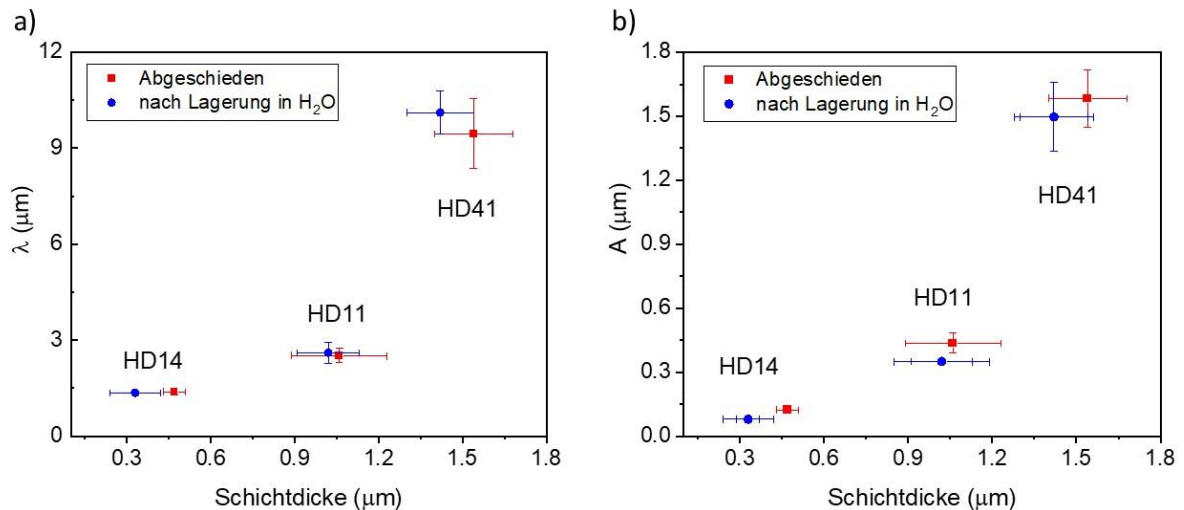 a)
12
9
6
3
0
λ (μm)
Abgeschieden
nach Lagerung in H₂O
HD41
HD11
HD14
0.3 0.6 0.9 1.2 1.5 1.8
Schichtdicke (μm)
b)
1.8
1.5
1.2
0.9
0.6
0.3
0.0
A (μm)
Abgeschieden
nach Lagerung in H₂O
HD41
HD11
HD14
0.3 0.6 0.9 1.2 1.5 1.8
Schichtdicke (μm)